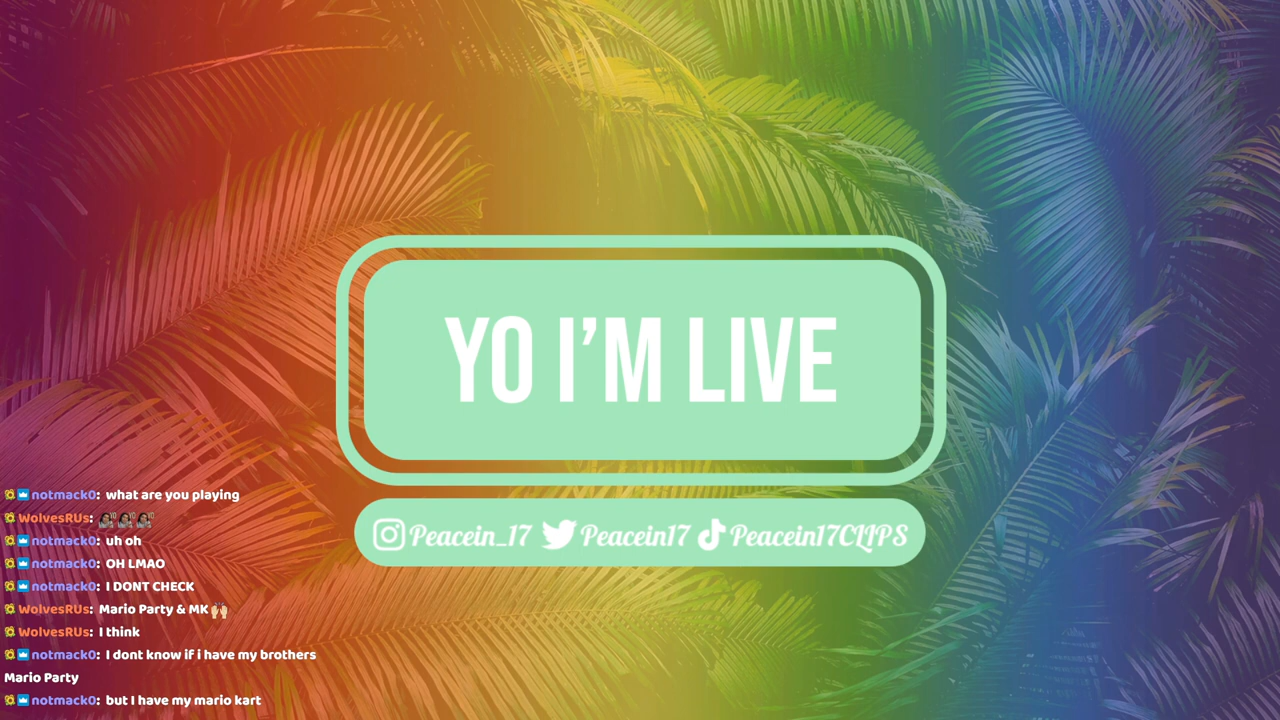 YO I'M LIVE
Peacein_17 Peacein17 Peacein17CLIPS
notmack0: what are you playing
WolvesRUs:
notmack0: uh oh
notmack0: OH LMAO
notmack0: I DONT CHECK
WolvesRUs: Mario Party & MK
WolvesRUs: I think
notmack0: I dont know if i have my brothers
Mario Party
notmack0: but I have my mario kart